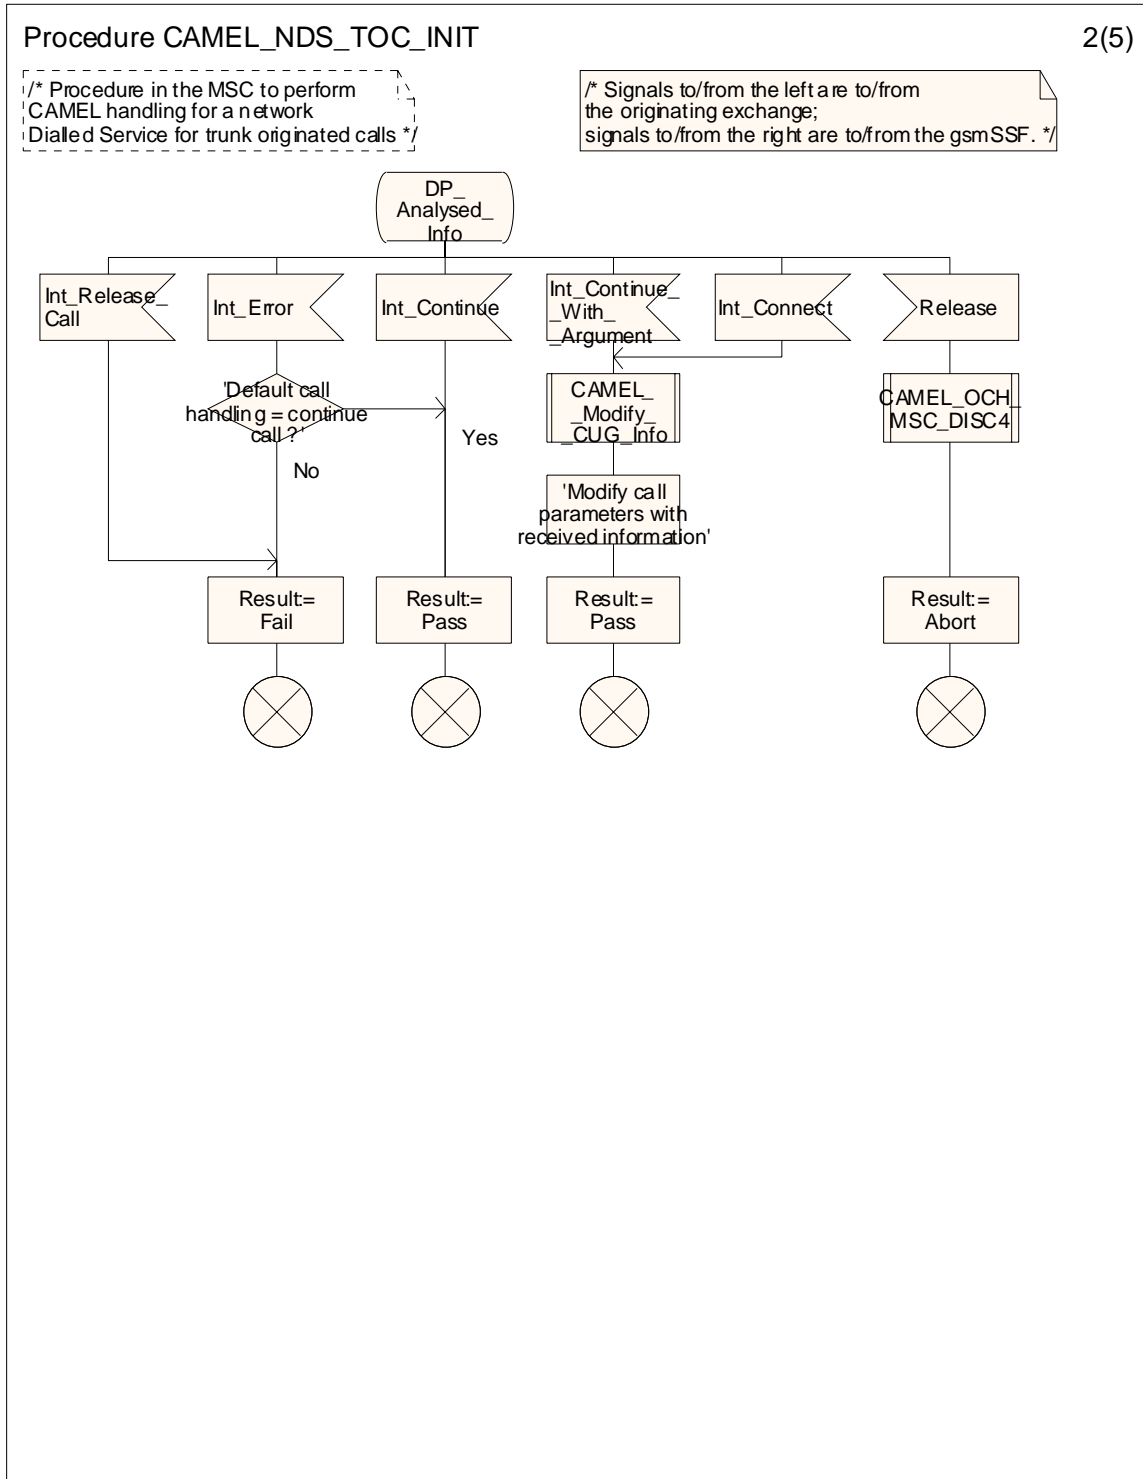 Procedure CAMEL_NDS_TOC_INIT
2(5)
/* Procedure in the MSC to perform
CAMEL handling for a network
Dialled Service for trunk originated calls */
/* Signals to/from the left are to/from
the originating exchange;
signals to/from the right are to/from the gsmSSF. */
DP_
Analysed_
Info
Int_Release_
Call
Int_Error
Int_Continue
Int_Continue_
_With_
_Argument
Int_Connect
Release
'Default call
handling = continue
call ?'
Yes
No
CAMEL_
_Modify_
_CUG_Info
CAMEL_OCH_
MSC_DISC4
'Modify call
parameters with
received information'
Result:=
Fail
Result:=
Pass
Result:=
Pass
Result:=
Abort